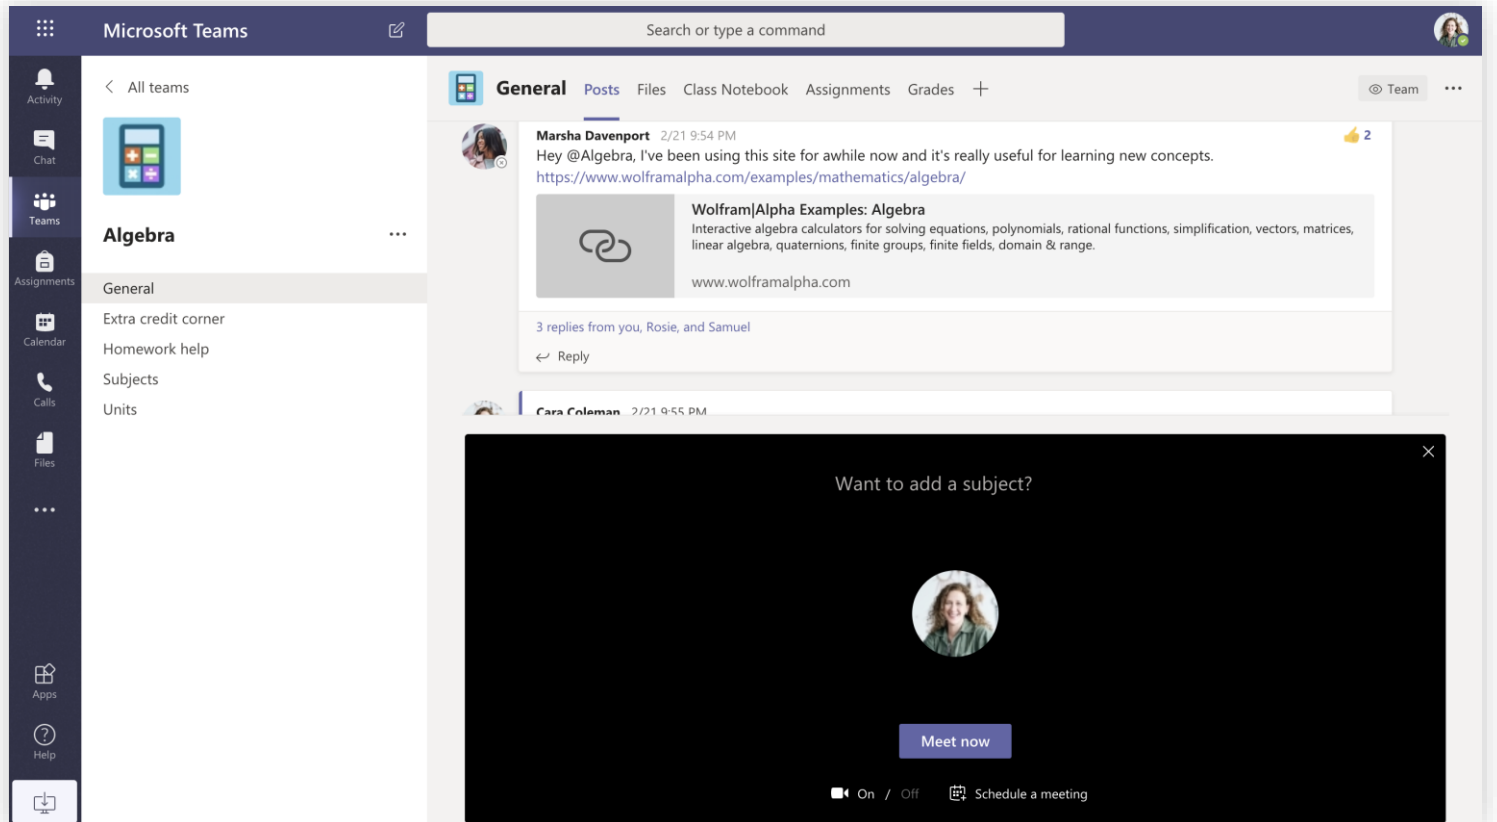 Microsoft Teams
Search or type a command
Activity
Chat
Teams
Assignments
Calendar
Calls
Files
Apps
Help
All teams
Algebra
General
Extra credit corner
Homework help
Subjects
Units
General Posts Files Class Notebook Assignments Grades
Team
Marsha Davenport 2/21 9:54 PM
2
Hey @Algebra, I've been using this site for awhile now and it's really useful for learning new concepts.
https://www.wolframalpha.com/examples/mathematics/algebra/
Wolfram|Alpha Examples: Algebra
Interactive algebra calculators for solving equations, polynomials, rational functions, simplification, vectors, matrices,
linear algebra, quaternions, finite groups, finite fields, domain & range.
www.wolframalpha.com
3 replies from you, Rosie, and Samuel
Reply
Cara Coleman 2/21 9:55 PM
Want to add a subject?
Meet now
On / Off Schedule a meeting